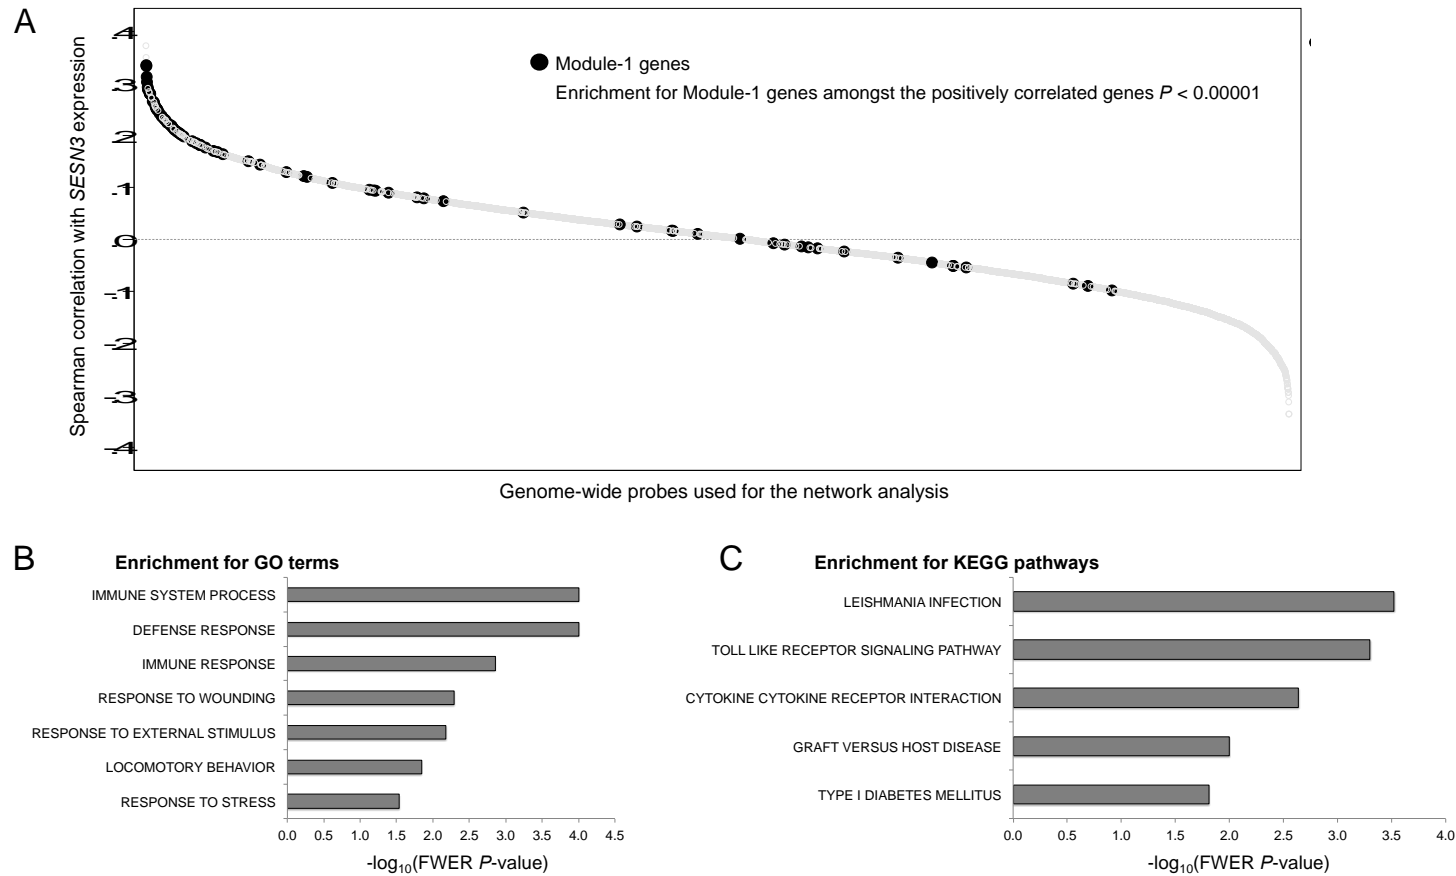 A
Spearman correlation with SESN3 expression
.4
.3
.2
.1
.0
-.1
-.2
-.3
-.4
Module-1 genes
Enrichment for Module-1 genes amongst the positively correlated genes P < 0.00001
Genome-wide probes used for the network analysis
B
Enrichment for GO terms
IMMUNE SYSTEM PROCESS
DEFENSE RESPONSE
IMMUNE RESPONSE
RESPONSE TO WOUNDING
RESPONSE TO EXTERNAL STIMULUS
LOCOMOTORY BEHAVIOR
RESPONSE TO STRESS
0.0 0.5 1.0 1.5 2.0 2.5 3.0 3.5 4.0 4.5
-log10(FWER P-value)
C
Enrichment for KEGG pathways
LEISHMANIA INFECTION
TOLL LIKE RECEPTOR SIGNALING PATHWAY
CYTOKINE CYTOKINE RECEPTOR INTERACTION
GRAFT VERSUS HOST DISEASE
TYPE I DIABETES MELLITUS
0.0 0.5 1.0 1.5 2.0 2.5 3.0 3.5 4.0
-log10(FWER P-value)